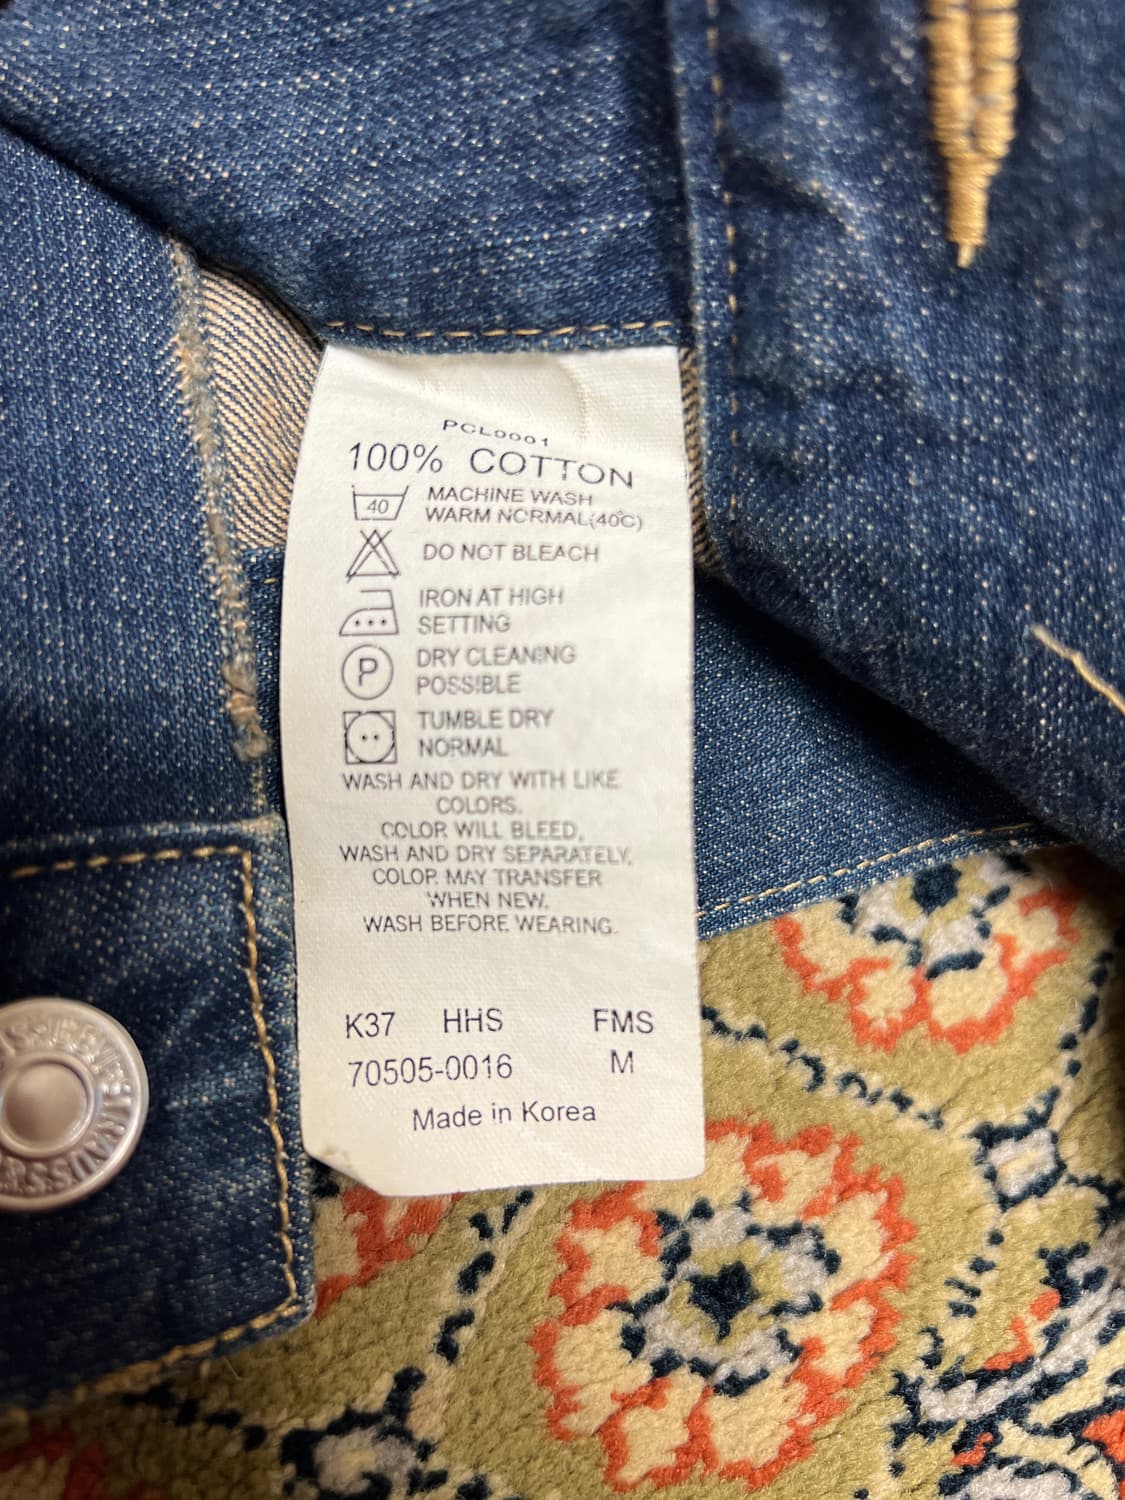 PCL0001
100% COTTON
40
MACHINE WASH
WARM NORMAL(40°C)
DO NOT BLEACH
IRON AT HIGH
SETTING
P
DRY CLEANING
POSSIBLE
TUMBLE DRY
NORMAL
WASH AND DRY WITH LIKE
COLORS.
COLOR WILL BLEED,
WASH AND DRY SEPARATELY,
COLOR MAY TRANSFER
WHEN NEW,
WASH BEFORE WEARING.
K37 HHS FMS
70505-0016 M
Made in Korea